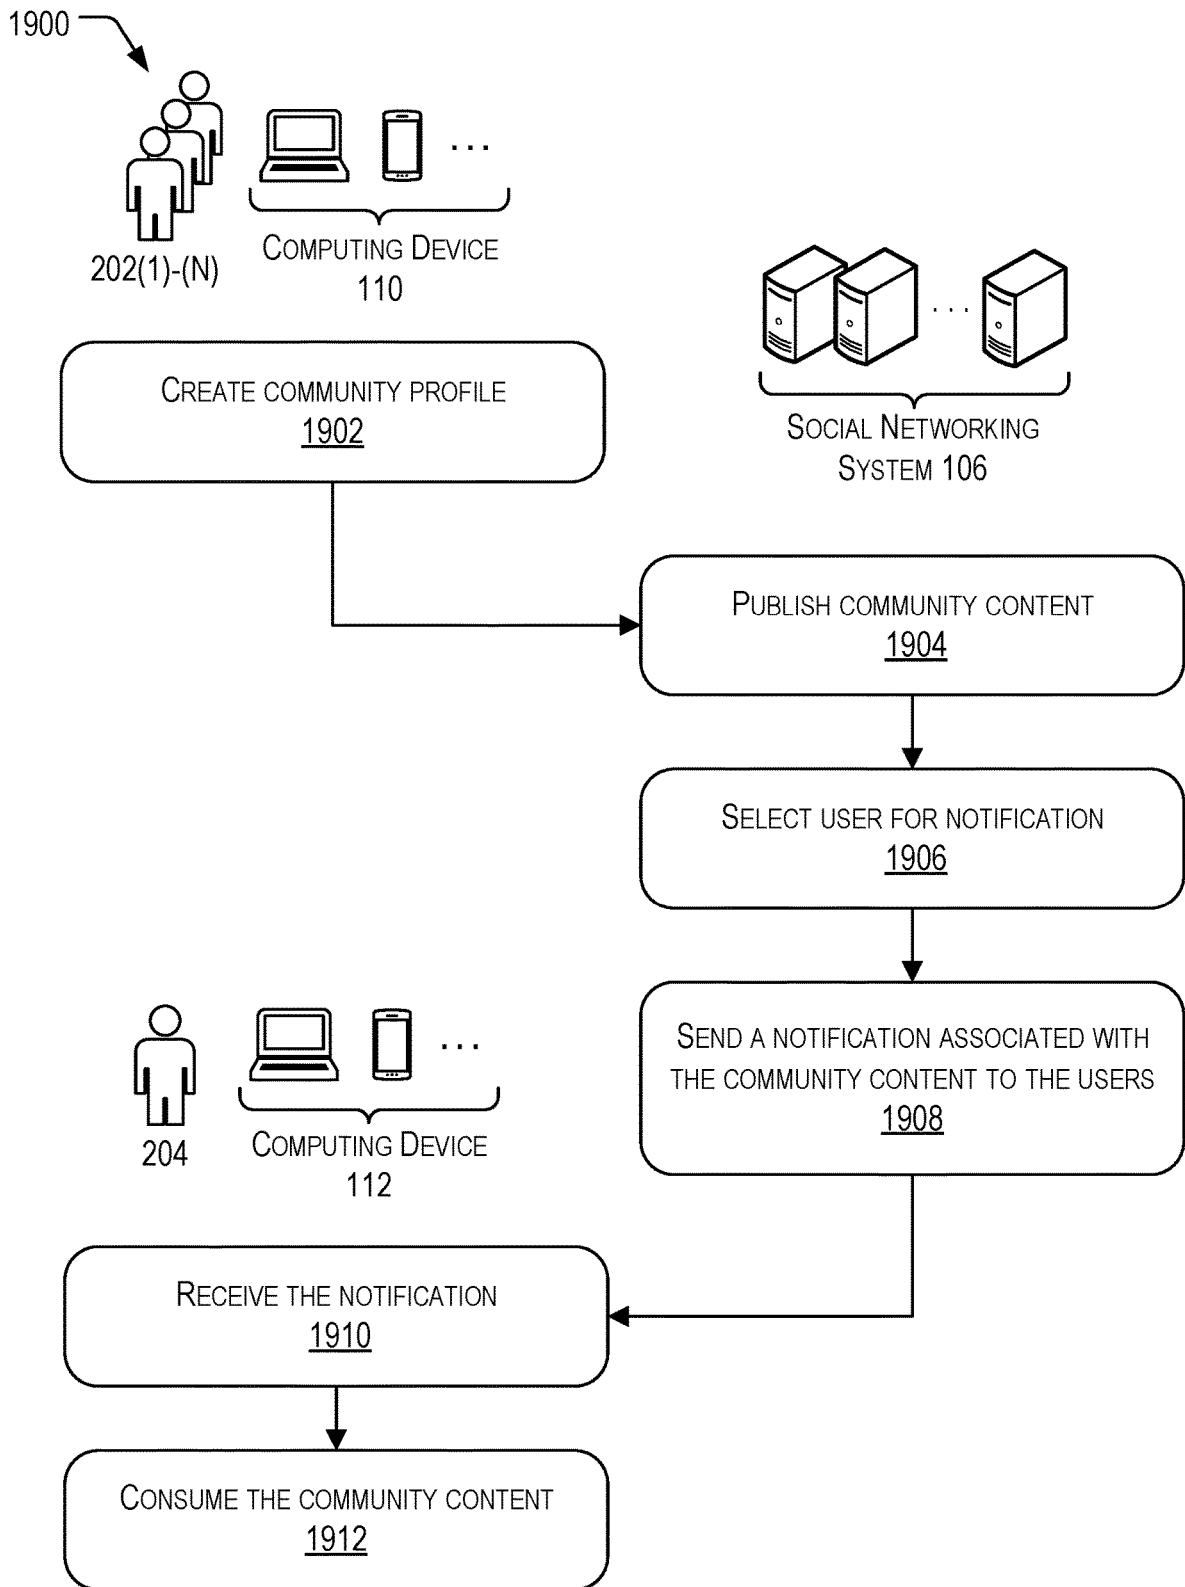 1900
202(1)-(N)
COMPUTING DEVICE
110
SOCIAL NETWORKING
SYSTEM 106
CREATE COMMUNITY PROFILE
1902
PUBLISH COMMUNITY CONTENT
1904
SELECT USER FOR NOTIFICATION
1906
SEND A NOTIFICATION ASSOCIATED WITH
THE COMMUNITY CONTENT TO THE USERS
1908
204
COMPUTING DEVICE
112
RECEIVE THE NOTIFICATION
1910
CONSUME THE COMMUNITY CONTENT
1912